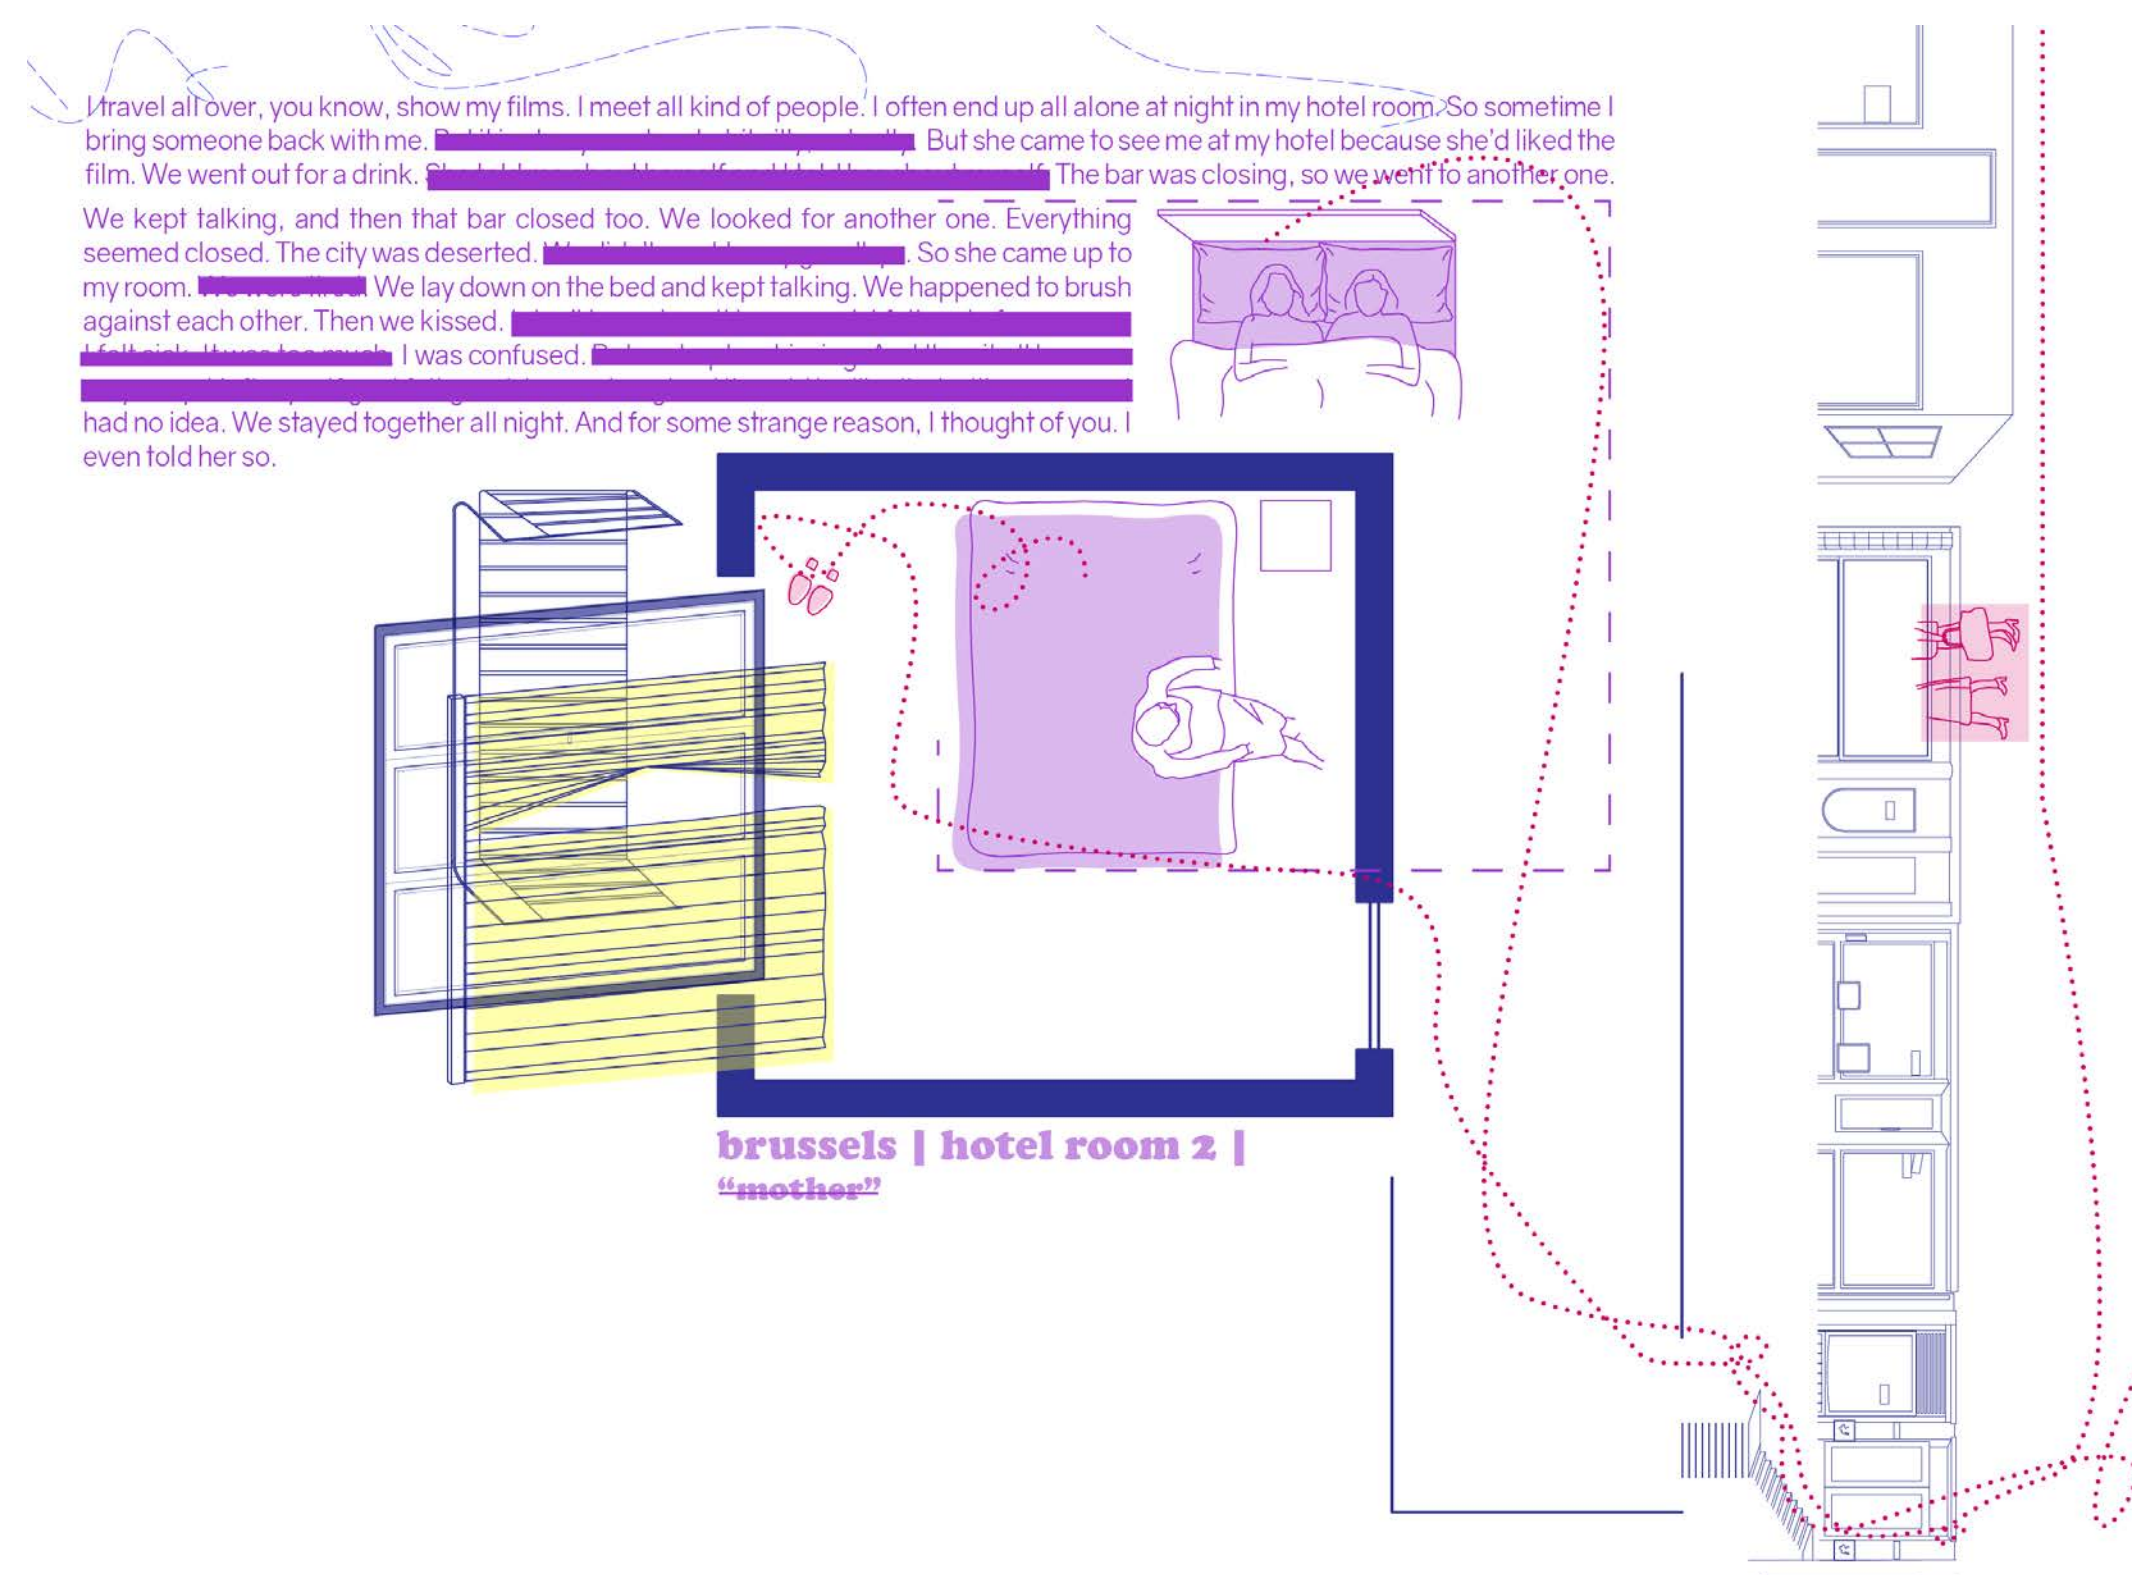 I travel all over, you know, show my films. I meet all kind of people. I often end up all alone at night in my hotel room. So sometime I
bring someone back with me. But she came to see me at my hotel because she'd liked the
film. We went out for a drink. The bar was closing, so we went to another one.
We kept talking, and then that bar closed too. We looked for another one. Everything
seemed closed. The city was deserted. . So she came up to
my room. We lay down on the bed and kept talking. We happened to brush
against each other. Then we kissed.
I was confused.
had no idea. We stayed together all night. And for some strange reason, I thought of you. I
even told her so.
brussels | hotel room 2 |
“mother”